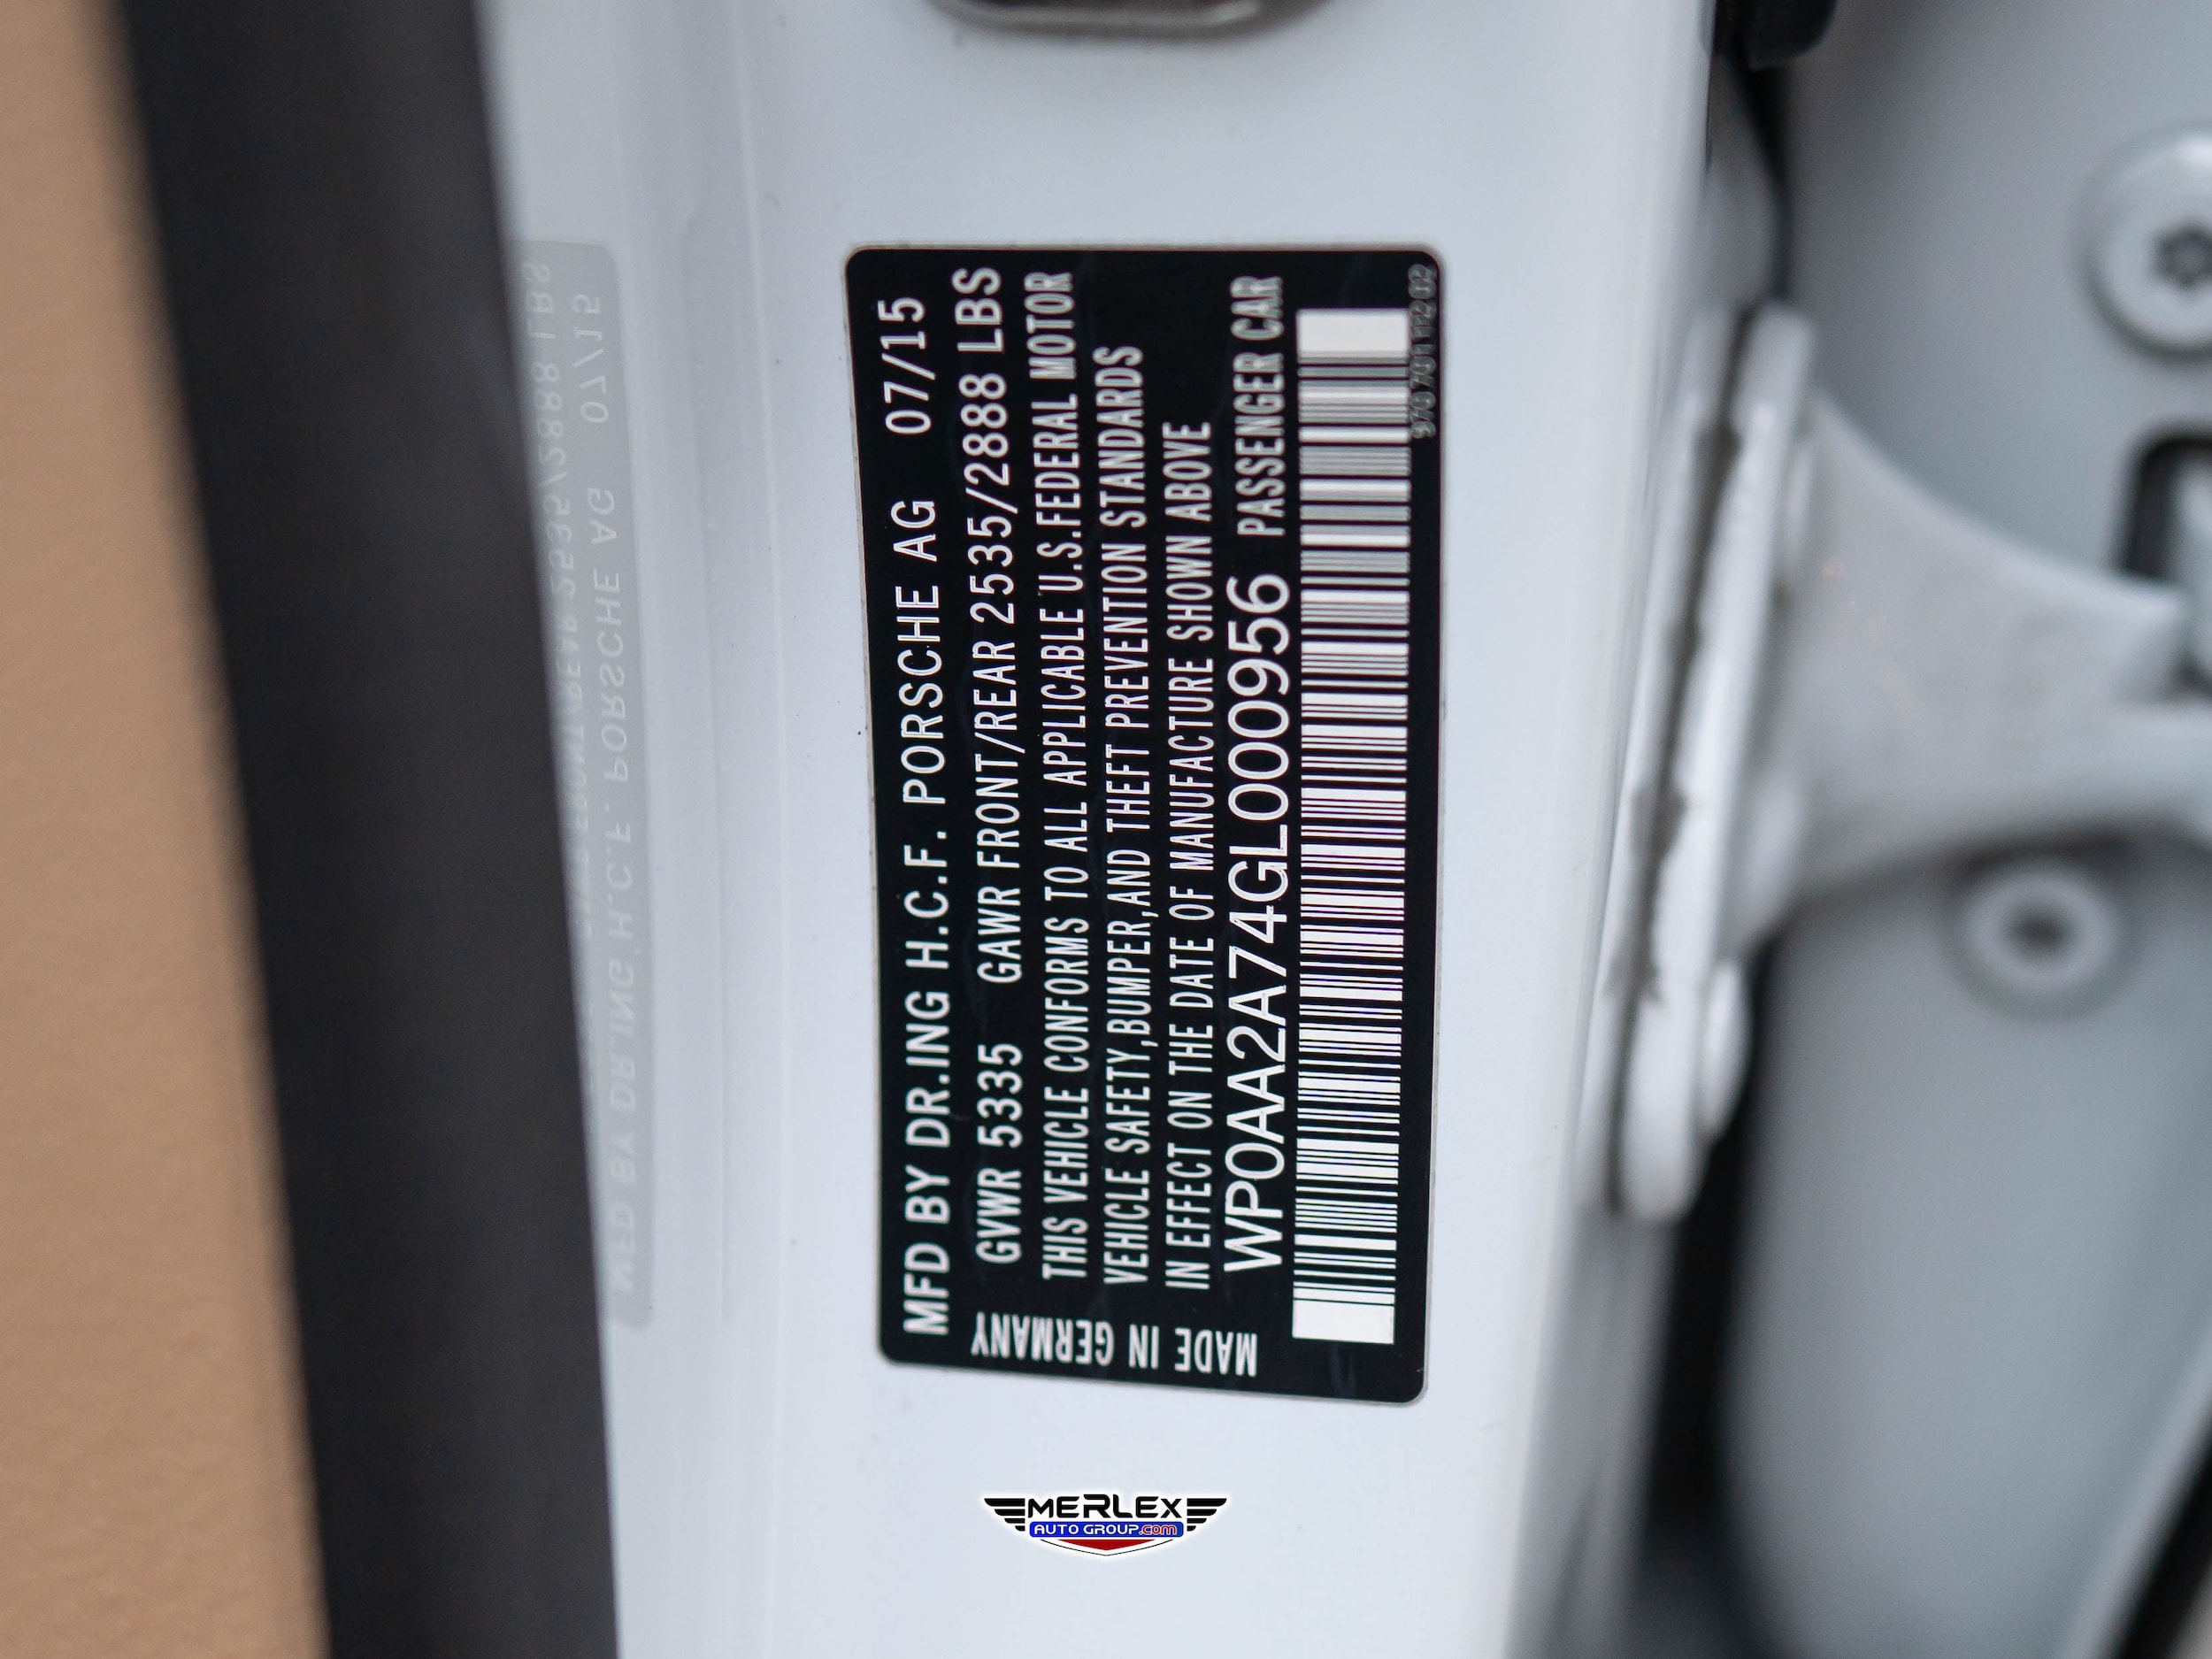 MFD BY DR.ING H.C.F. PORSCHE AG 07/15
GVWR 5335 GAWR FRONT/REAR 2535/2888 LBS
THIS VEHICLE CONFORMS TO ALL APPLICABLE U.S.FEDERAL MOTOR
VEHICLE SAFETY,BUMPER,AND THEFT PREVENTION STANDARDS
IN EFFECT ON THE DATE OF MANUFACTURE SHOWN ABOVE
WP0AA2A74GL000956 PASSENGER CAR
MADE IN GERMANY
MERLEX
AUTO GROUP.com